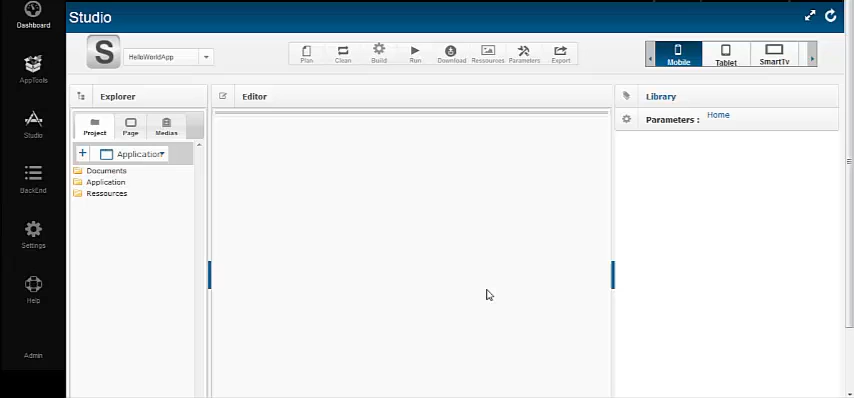 Dashboard
AppTools
Studio
BackEnd
Settings
Help
Admin
Studio
S
HelloWorldApp
Plan
Clean
Build
Run
Download
Ressources
Parameters
Export
Mobile
Tablet
SmartTv
Explorer
Project
Page
Medias
+ Application
Documents
Application
Ressources
Editor
Library
Parameters :
Home